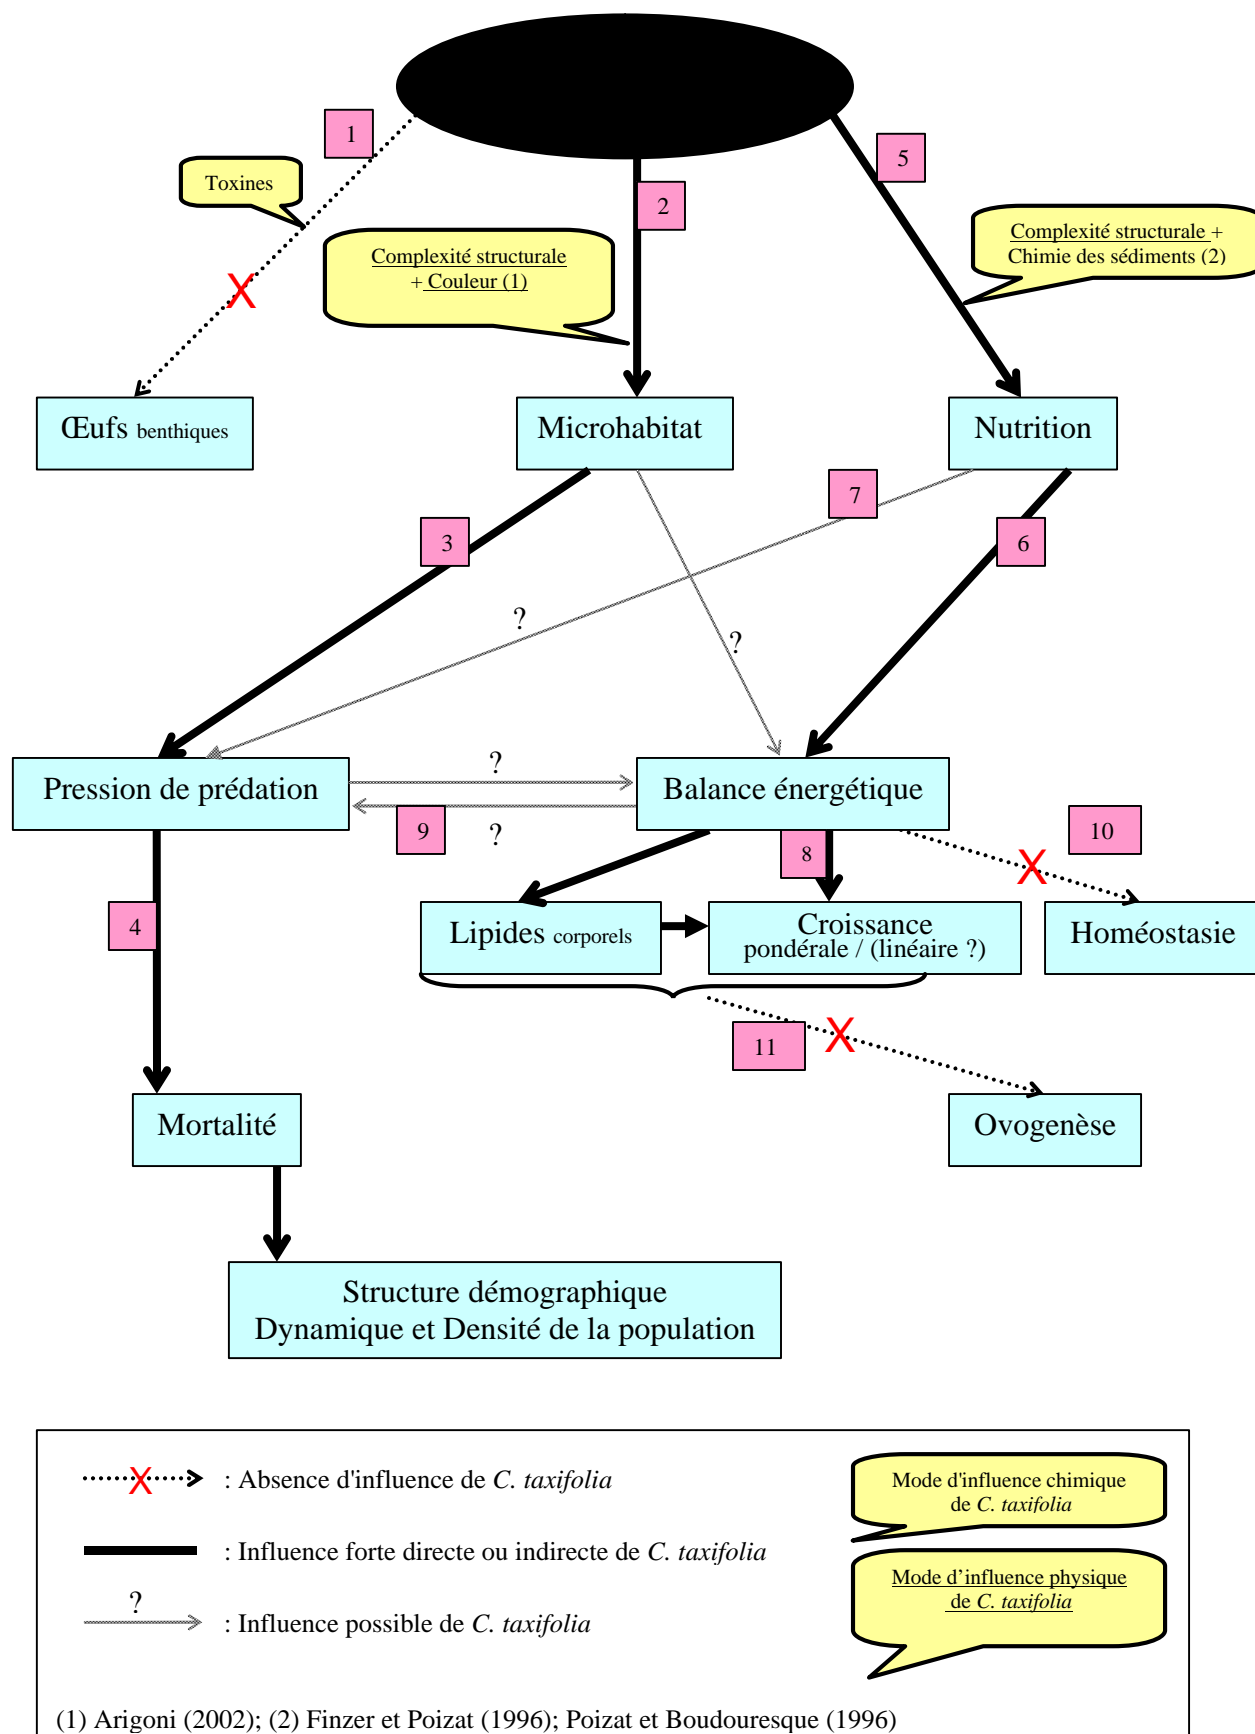 1
Toxines
2
5
Complexité structurale
+ Couleur (1)
Complexité structurale +
Chimie des sédiments (2)
Œufs benthiques
Microhabitat
Nutrition
3
7
6
?
?
Pression de prédation
?
?
9
Balance énergétique
8
10
4
Lipides corporels
Croissance
pondérale / (linéaire ?)
Homéostasie
11
Mortalité
Ovogenèse
Structure démographique
Dynamique et Densité de la population
: Absence d'influence de C. taxifolia
Mode d'influence chimique
de C. taxifolia
: Influence forte directe ou indirecte de C. taxifolia
Mode d’influence physique
de C. taxifolia
?
: Influence possible de C. taxifolia
(1) Arigoni (2002); (2) Finzer et Poizat (1996); Poizat et Boudouresque (1996)